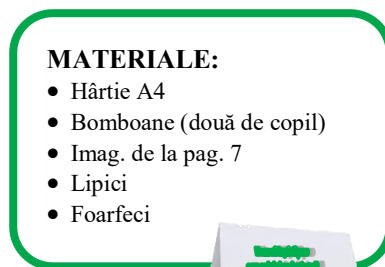 MATERIALE:
• Hârtie A4
• Bomboane (două de copil)
• Imag. de la pag. 7
• Lipici
• Foarfeci